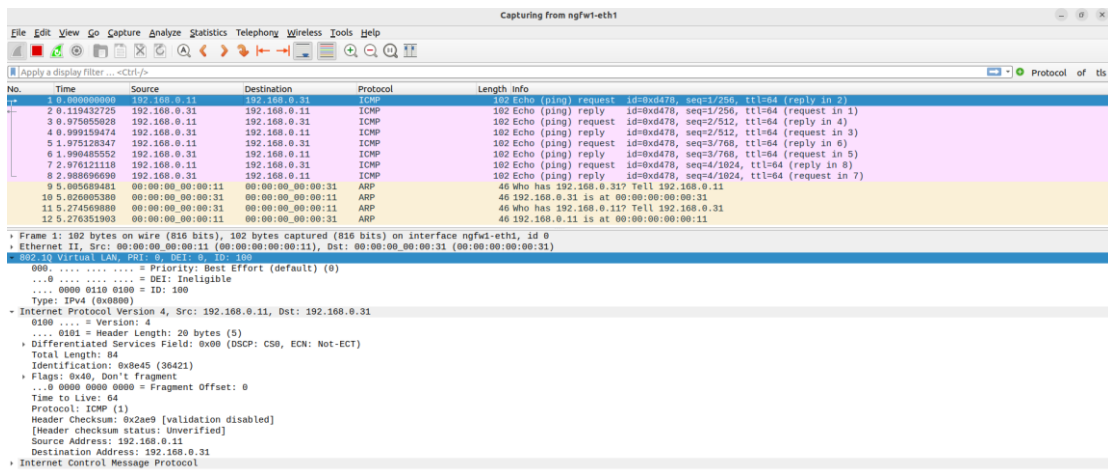 Capturing from ngfw1-eth1
File Edit View Go Capture Analyze Statistics Telephony Wireless Tools Help
Apply a display filter ... <Ctrl-/> Protocol of tls
No. Time Source Destination Protocol Length Info
1 0.000000000 192.168.0.11 192.168.0.31 ICMP 102 Echo (ping) request id=0xd478, seq=1/256, ttl=64 (reply in 2)
2 0.119432725 192.168.0.31 192.168.0.11 ICMP 102 Echo (ping) reply id=0xd478, seq=1/256, ttl=64 (request in 1)
3 0.975055028 192.168.0.11 192.168.0.31 ICMP 102 Echo (ping) request id=0xd478, seq=2/512, ttl=64 (reply in 4)
4 0.999159474 192.168.0.31 192.168.0.11 ICMP 102 Echo (ping) reply id=0xd478, seq=2/512, ttl=64 (request in 3)
5 1.975128347 192.168.0.11 192.168.0.31 ICMP 102 Echo (ping) request id=0xd478, seq=3/768, ttl=64 (reply in 6)
6 1.990485552 192.168.0.31 192.168.0.11 ICMP 102 Echo (ping) reply id=0xd478, seq=3/768, ttl=64 (request in 5)
7 2.976121118 192.168.0.11 192.168.0.31 ICMP 102 Echo (ping) request id=0xd478, seq=4/1024, ttl=64 (reply in 8)
8 2.988696690 192.168.0.31 192.168.0.11 ICMP 102 Echo (ping) reply id=0xd478, seq=4/1024, ttl=64 (request in 7)
9 5.005689481 00:00:00_00:00:11 00:00:00_00:00:31 ARP 46 Who has 192.168.0.31? Tell 192.168.0.11
10 5.026005380 00:00:00_00:00:31 00:00:00_00:00:11 ARP 46 192.168.0.31 is at 00:00:00:00:00:31
11 5.274569880 00:00:00_00:00:31 00:00:00_00:00:11 ARP 46 Who has 192.168.0.11? Tell 192.168.0.31
12 5.276351903 00:00:00_00:00:11 00:00:00_00:00:31 ARP 46 192.168.0.11 is at 00:00:00:00:00:11
Frame 1: 102 bytes on wire (816 bits), 102 bytes captured (816 bits) on interface ngfw1-eth1, id 0
Ethernet II, Src: 00:00:00_00:00:11 (00:00:00:00:00:11), Dst: 00:00:00_00:00:31 (00:00:00:00:00:31)
802.1Q Virtual LAN, PRI: 0, DEI: 0, ID: 100
000. .... .... .... = Priority: Best Effort (default) (0)
...0 .... .... .... = DEI: Ineligible
.... 0000 0110 0100 = ID: 100
Type: IPv4 (0x0800)
Internet Protocol Version 4, Src: 192.168.0.11, Dst: 192.168.0.31
0100 .... = Version: 4
.... 0101 = Header Length: 20 bytes (5)
Differentiated Services Field: 0x00 (DSCP: CS0, ECN: Not-ECT)
Total Length: 84
Identification: 0x8e45 (36421)
Flags: 0x40, Don't fragment
...0 0000 0000 0000 = Fragment Offset: 0
Time to Live: 64
Protocol: ICMP (1)
Header Checksum: 0x2ae9 [validation disabled]
[Header checksum status: Unverified]
Source Address: 192.168.0.11
Destination Address: 192.168.0.31
Internet Control Message Protocol